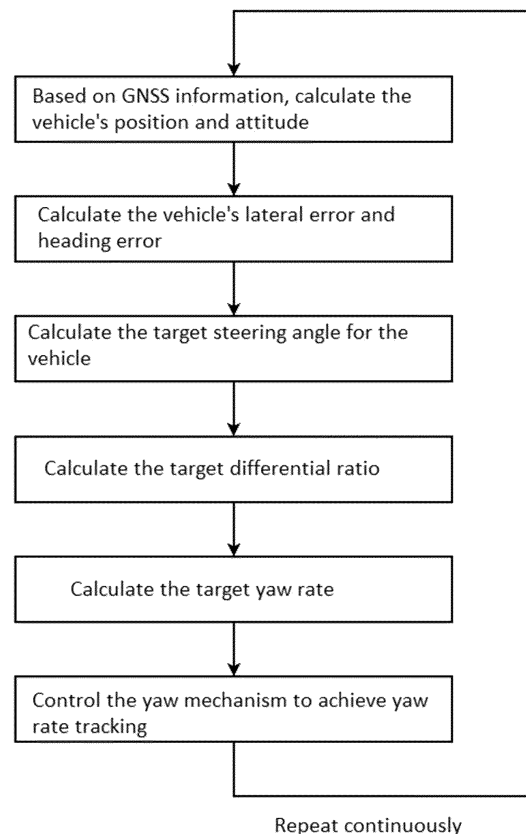 Based on GNSS information, calculate the
vehicle's position and attitude
Calculate the vehicle's lateral error and
heading error
Calculate the target steering angle for the
vehicle
Calculate the target differential ratio
Calculate the target yaw rate
Control the yaw mechanism to achieve yaw
rate tracking
Repeat continuously